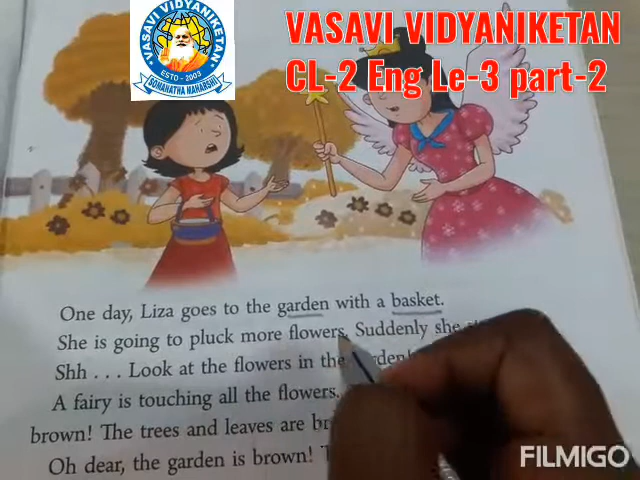 VASAVI VIDYANIKETAN
CL-2 Eng Le-3 part-2
VASAVI VIDYANIKETAN
ESTD - 2003
SOMANATHA MAHARSHI
One day, Liza goes to the garden with a basket.
She is going to pluck more flowers. Suddenly she
Shh . . . Look at the flowers in the
A fairy is touching all the flowers.
brown! The trees and leaves are
Oh dear, the garden is brown!
FILMIGO